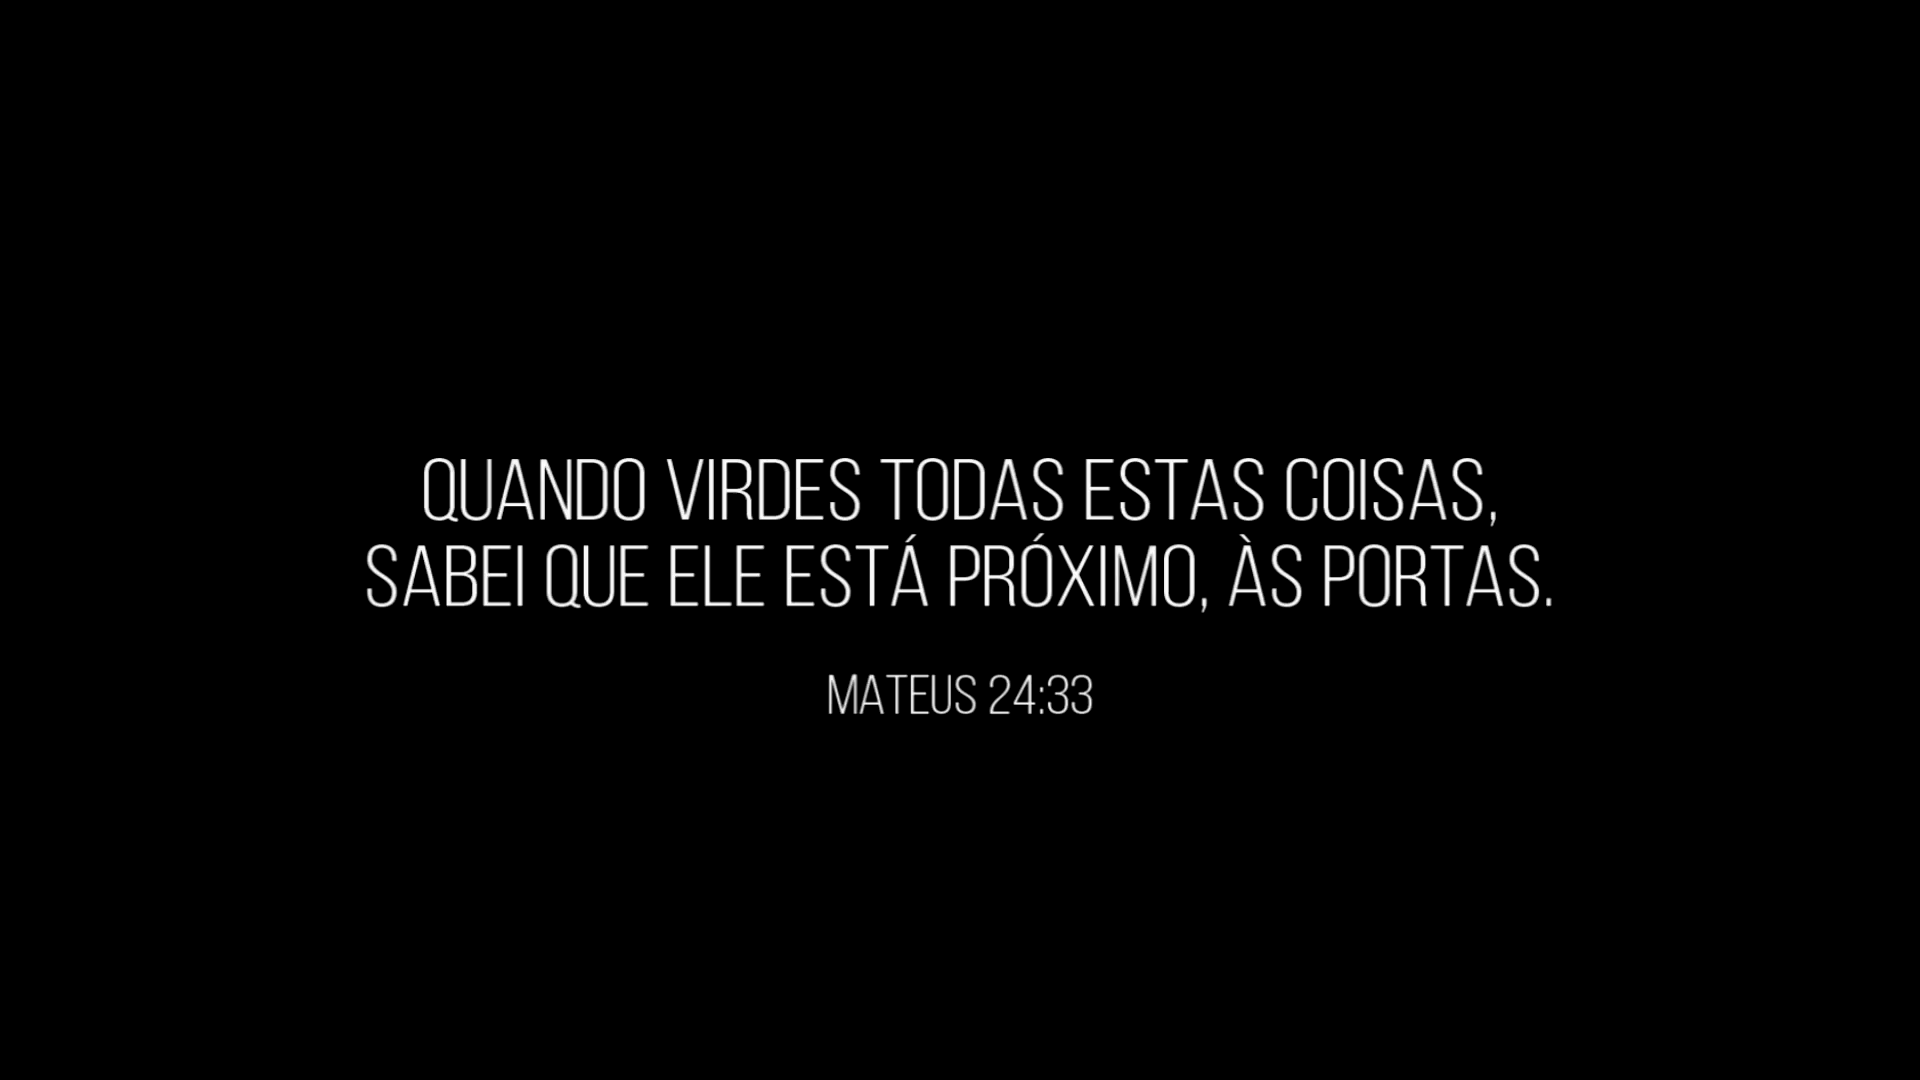 QUANDO VIRDES TODAS ESTAS COISAS,
SABEI QUE ELE ESTÁ PRÓXIMO, ÀS PORTAS.
MATEUS 24:33